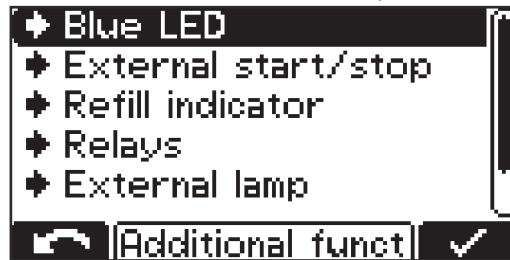 Blue LED
External start/stop
Refill indicator
Relays
External lamp
Additional funct